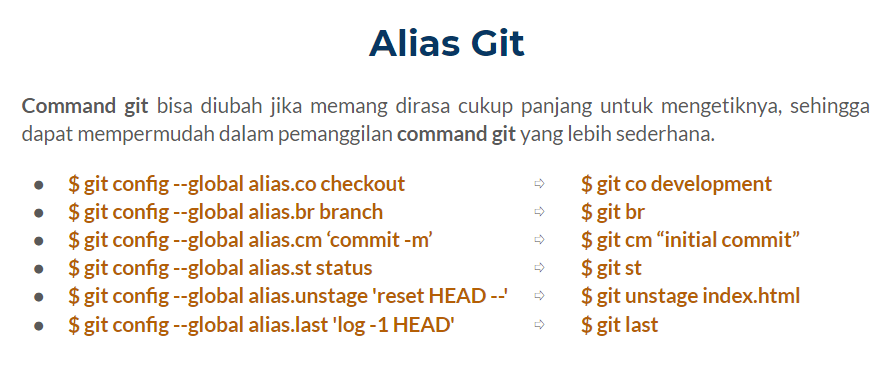 Alias Git
Command git bisa diubah jika memang dirasa cukup panjang untuk mengetiknya, sehingga
dapat mempermudah dalam pemanggilan command git yang lebih sederhana.
● $ git config --global alias.co checkout ⇨ $ git co development
● $ git config --global alias.br branch ⇨ $ git br
● $ git config --global alias.cm ‘commit -m’ ⇨ $ git cm “initial commit”
● $ git config --global alias.st status ⇨ $ git st
● $ git config --global alias.unstage 'reset HEAD --' ⇨ $ git unstage index.html
● $ git config --global alias.last 'log -1 HEAD' ⇨ $ git last